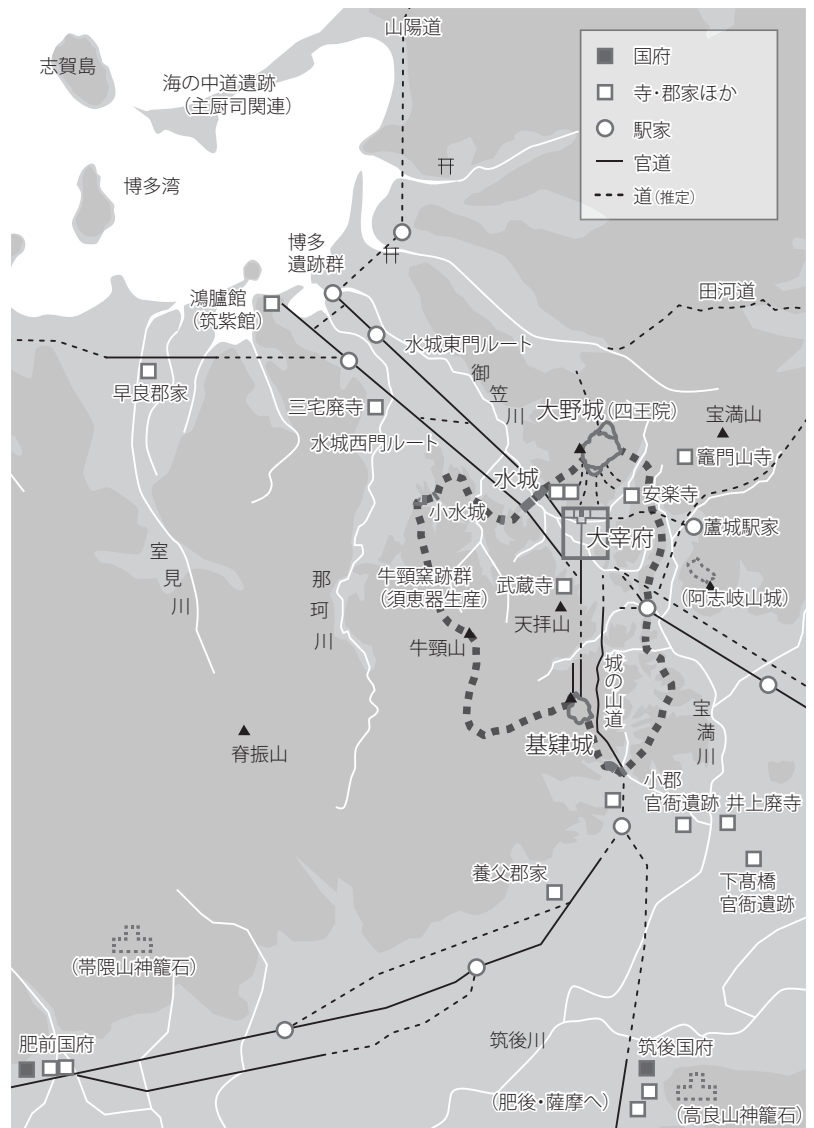 山陽道
国府
寺・郡家ほか
駅家
官道
道(推定)
志賀島
海の中道遺跡
(主厨司関連)
博多湾
博多
遺跡群
鴻臚館
(筑紫館)
田河道
水城東門ルート
早良郡家
御笠川
三宅廃寺
大野城(四王院)
宝満山
水城西門ルート
竈門山寺
水城
安楽寺
小水城
大宰府
蘆城駅家
室見川
那珂川
牛頸窯跡群
(須恵器生産)
武蔵寺
(阿志岐山城)
天拝山
牛頸山
城の山道
宝満川
基肄城
脊振山
小郡
官衙遺跡
井上廃寺
養父郡家
下髙橋
官衙遺跡
(帯隈山神籠石)
肥前国府
筑後川
筑後国府
(肥後・薩摩へ)
(高良山神籠石)